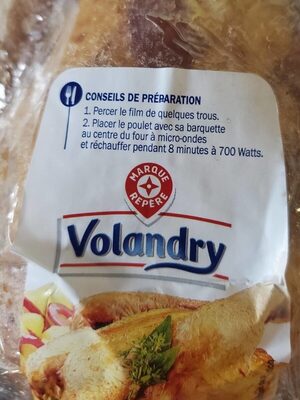 CONSEILS DE PRÉPARATION
1. Percer le film de quelques trous.
2. Placer le poulet avec sa barquette
au centre du four à micro-ondes
et réchauffer pendant 8 minutes à 700 Watts.
MARQUE
REPÈRE
Volandry